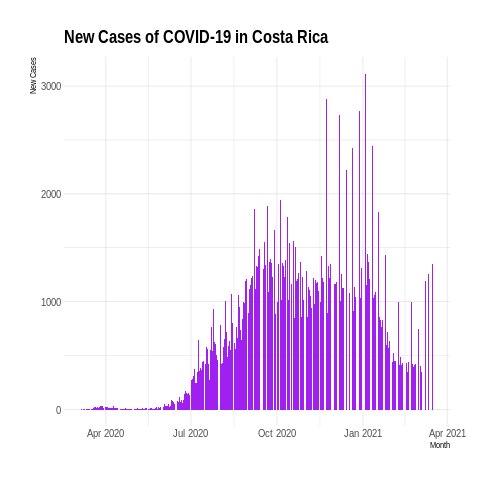 New Cases of COVID-19 in Costa Rica
New Cases
3000
2000
1000
0
Apr 2020 Jul 2020 Oct 2020 Jan 2021 Apr 2021
Month